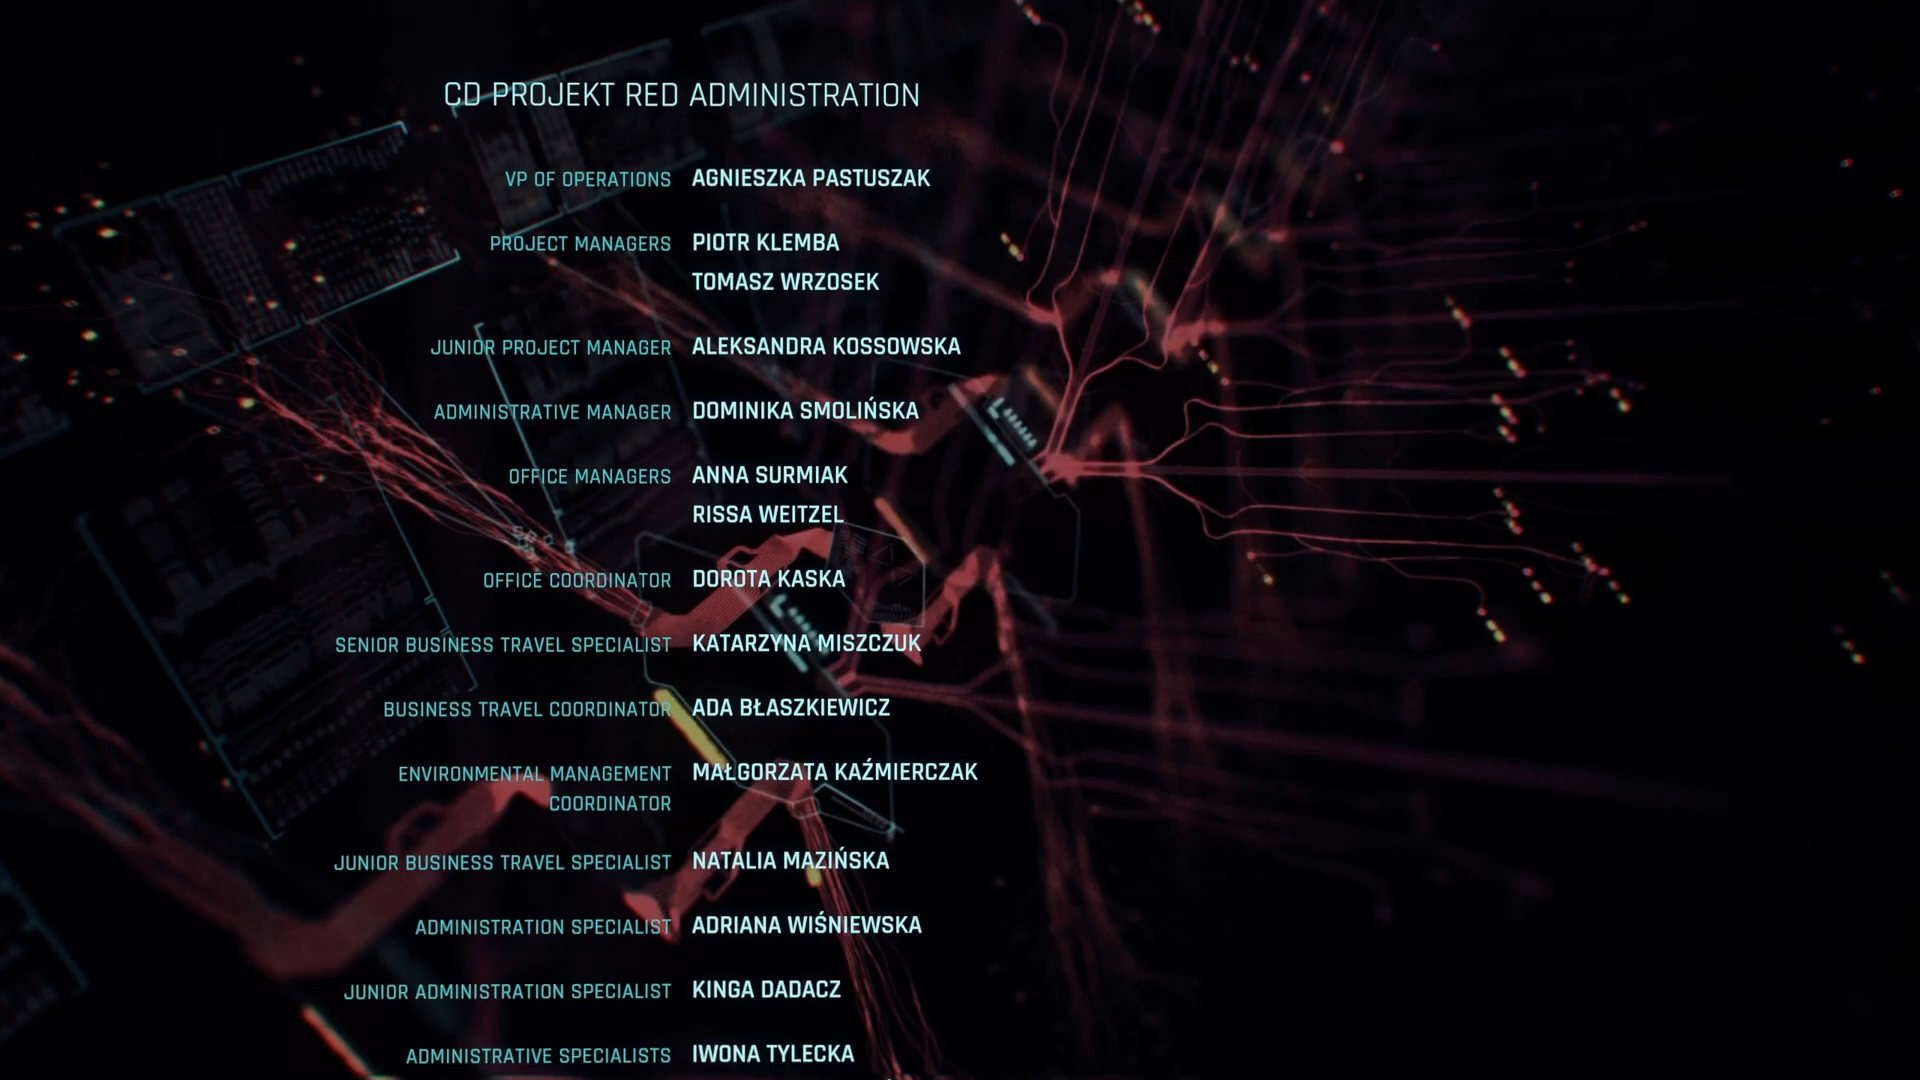 CD PROJEKT RED ADMINISTRATION
VP OF OPERATIONS AGNIESZKA PASTUSZAK
PROJECT MANAGERS PIOTR KLEMBA
TOMASZ WRZOSEK
JUNIOR PROJECT MANAGER ALEKSANDRA KOSSOWSKA
ADMINISTRATIVE MANAGER DOMINIKA SMOLIŃSKA
OFFICE MANAGERS ANNA SURMIAK
RISSA WEITZEL
OFFICE COORDINATOR DOROTA KASKA
SENIOR BUSINESS TRAVEL SPECIALIST KATARZYNA MISZCZUK
BUSINESS TRAVEL COORDINATOR ADA BŁASZKIEWICZ
ENVIRONMENTAL MANAGEMENT MAŁGORZATA KAŹMIERCZAK
COORDINATOR
JUNIOR BUSINESS TRAVEL SPECIALIST NATALIA MAZIŃSKA
ADMINISTRATION SPECIALIST ADRIANA WIŚNIEWSKA
JUNIOR ADMINISTRATION SPECIALIST KINGA DADACZ
ADMINISTRATIVE SPECIALISTS IWONA TYLECKA